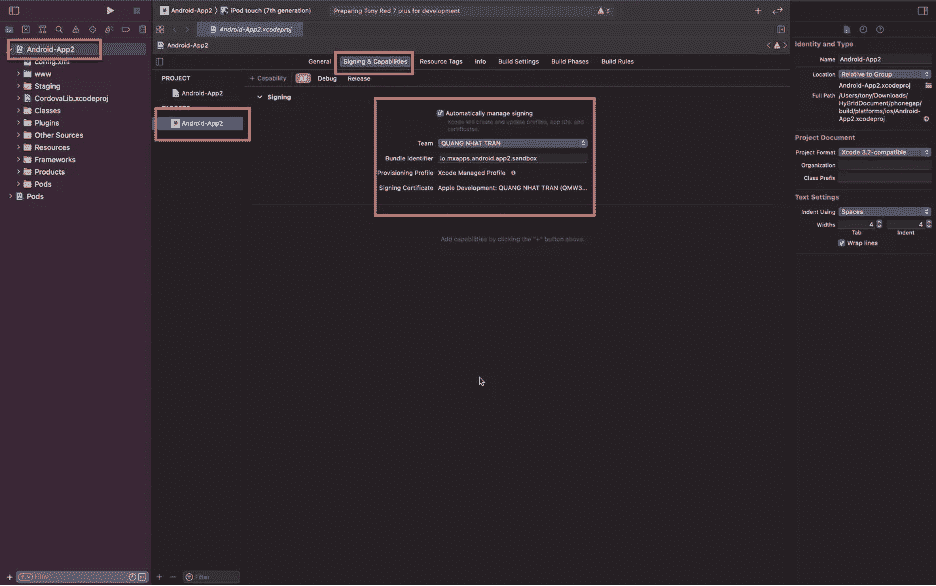 Android-App2 〉 iPod touch (7th generation)
Preparing Tony Red 7 plus for development
Android-App2.xcodeproj
Android-App2
Android-App2
config.xml
www
Staging
CordovaLib.xcodeproj
Classes
Plugins
Other Sources
Resources
Frameworks
Products
Pods
Pods
Filter
General
Signing & Capabilities
Resource Tags
Info
Build Settings
Build Phases
Build Rules
PROJECT
Android-App2
TARGETS
Android-App2
+ Capability
All
Debug
Release
Signing
Automatically manage signing
Xcode will create and update profiles, app IDs, and
certificates.
Team QUANG NHAT TRAN
Bundle Identifier io.mxapps.android.app2.sandbox
Provisioning Profile Xcode Managed Profile
Signing Certificate Apple Development: QUANG NHAT TRAN (QMW3...
Add capabilities by clicking the "+" button above.
Filter
Identity and Type
Name Android-App2
Location Relative to Group
Android-App2.xcodeproj
Full Path /Users/tony/Downloads/
HyGridDocument/phonegap/
build/platforms/ios/Android-
App2.xcodeproj
Project Document
Project Format Xcode 3.2-compatible
Organization
Class Prefix
Text Settings
Indent Using Spaces
Widths 4 4
Tab Indent
Wrap lines